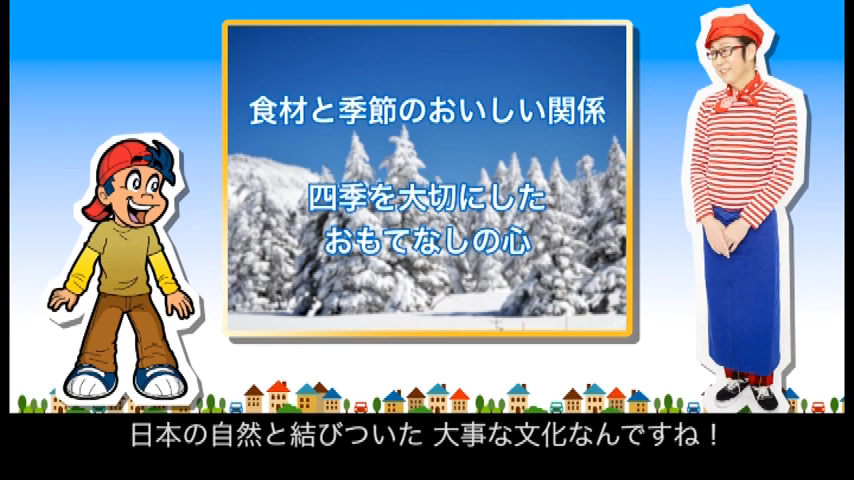 食材と季節のおいしい関係
四季を大切にした
おもてなしの心
日本の自然と結びついた 大事な文化なんですね！